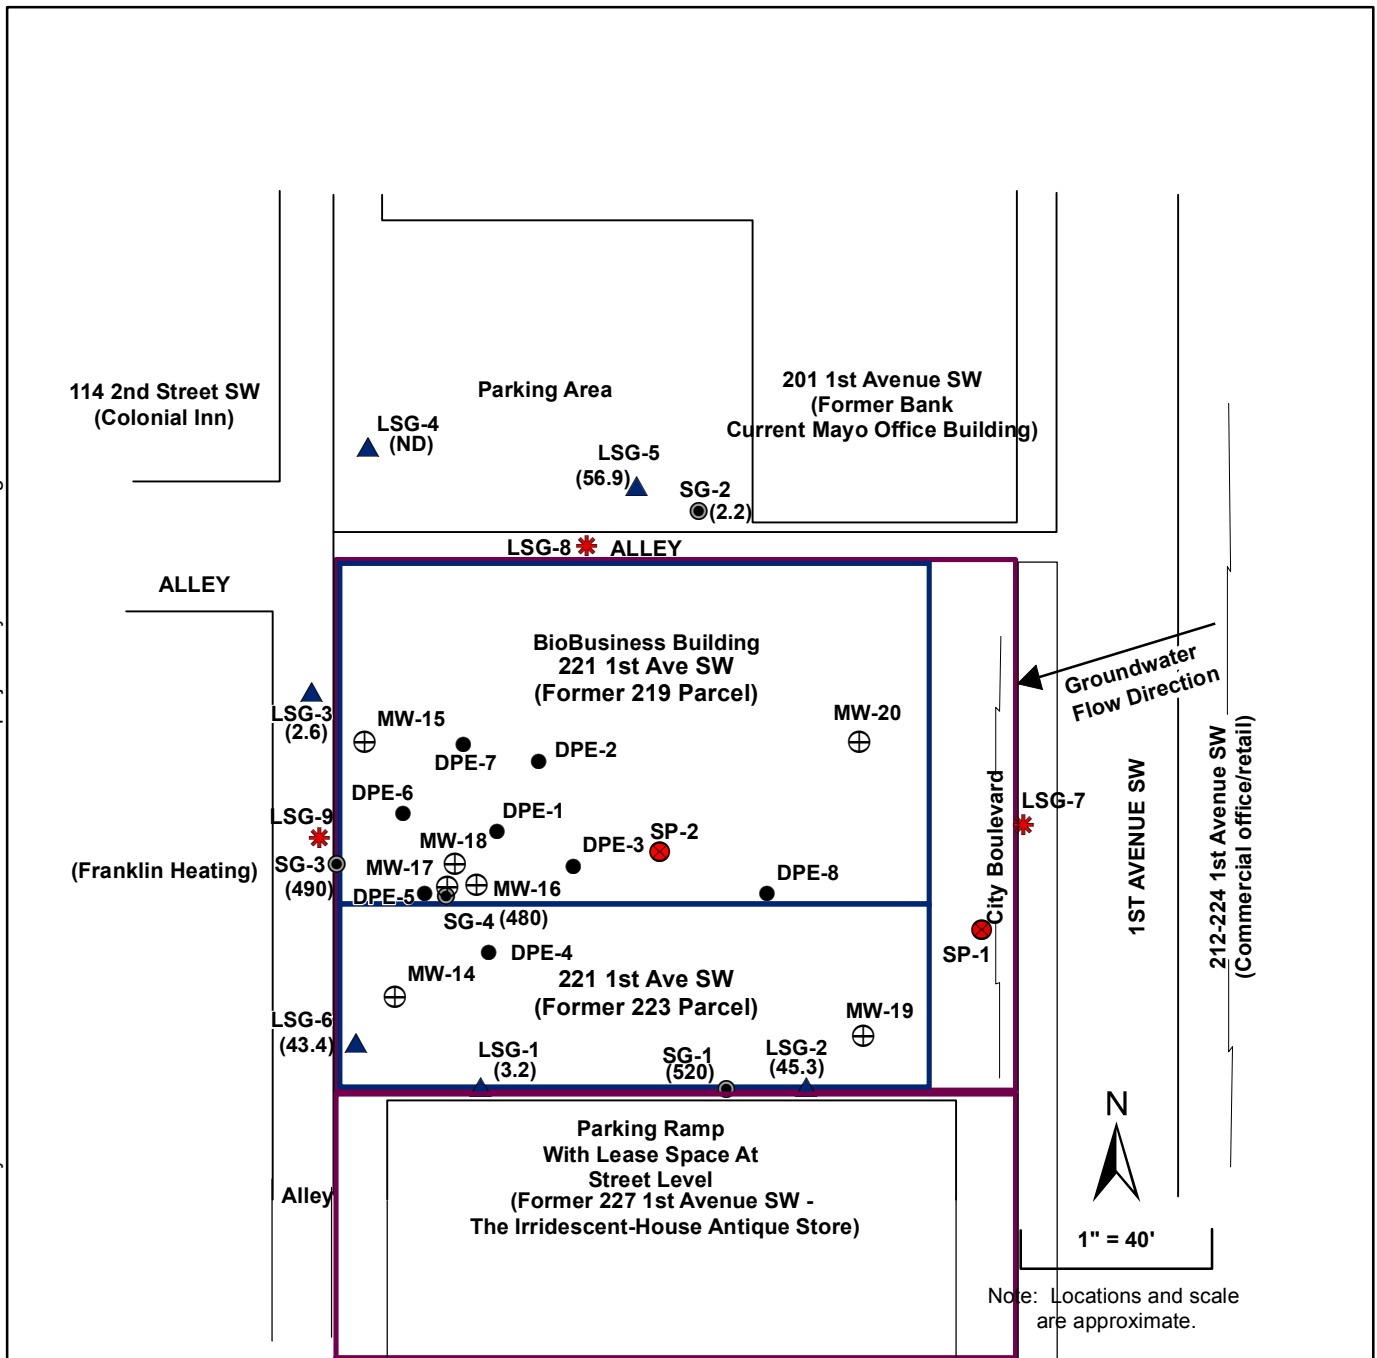 114 2nd Street SW
(Colonial Inn)
Parking Area
201 1st Avenue SW
(Former Bank
Current Mayo Office Building)
LSG-4
(ND)
LSG-5
(56.9)
SG-2
(2.2)
LSG-8
ALLEY
ALLEY
BioBusiness Building
221 1st Ave SW
(Former 219 Parcel)
Groundwater
Flow Direction
LSG-3
(2.6)
MW-15
DPE-7
DPE-2
MW-20
DPE-6
DPE-1
LSG-9
MW-18
DPE-3
SP-2
LSG-7
City Boulevard
1ST AVENUE SW
212-224 1st Avenue SW
(Commercial office/retail)
(Franklin Heating)
SG-3
(490)
MW-17
MW-16
DPE-5
DPE-8
SG-4 (480)
DPE-4
SP-1
MW-14
221 1st Ave SW
(Former 223 Parcel)
LSG-6
(43.4)
MW-19
LSG-1
(3.2)
SG-1
(520)
LSG-2
(45.3)
Parking Ramp
With Lease Space At
Street Level
(Former 227 1st Avenue SW -
The Irridescent-House Antique Store)
Alley
N
1" = 40'
Note: Locations and scale
are approximate.